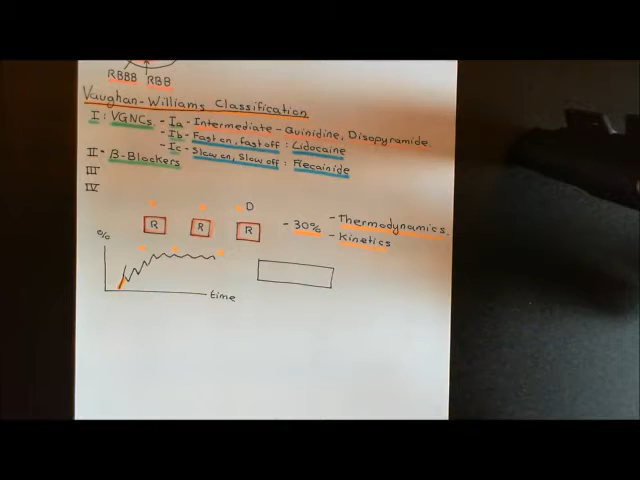 RBBB RBB
Vaughan-Williams Classification
I: VGNCs - Ia - Intermediate - Quinidine, Disopyramide.
- Ib - Fast on, fast off : Lidocaine
- Ic - Slow on, Slow off : Flecainide
II - β-Blockers
III
IV
D
R R R - 30% - Thermodynamics.
- Kinetics
%
time